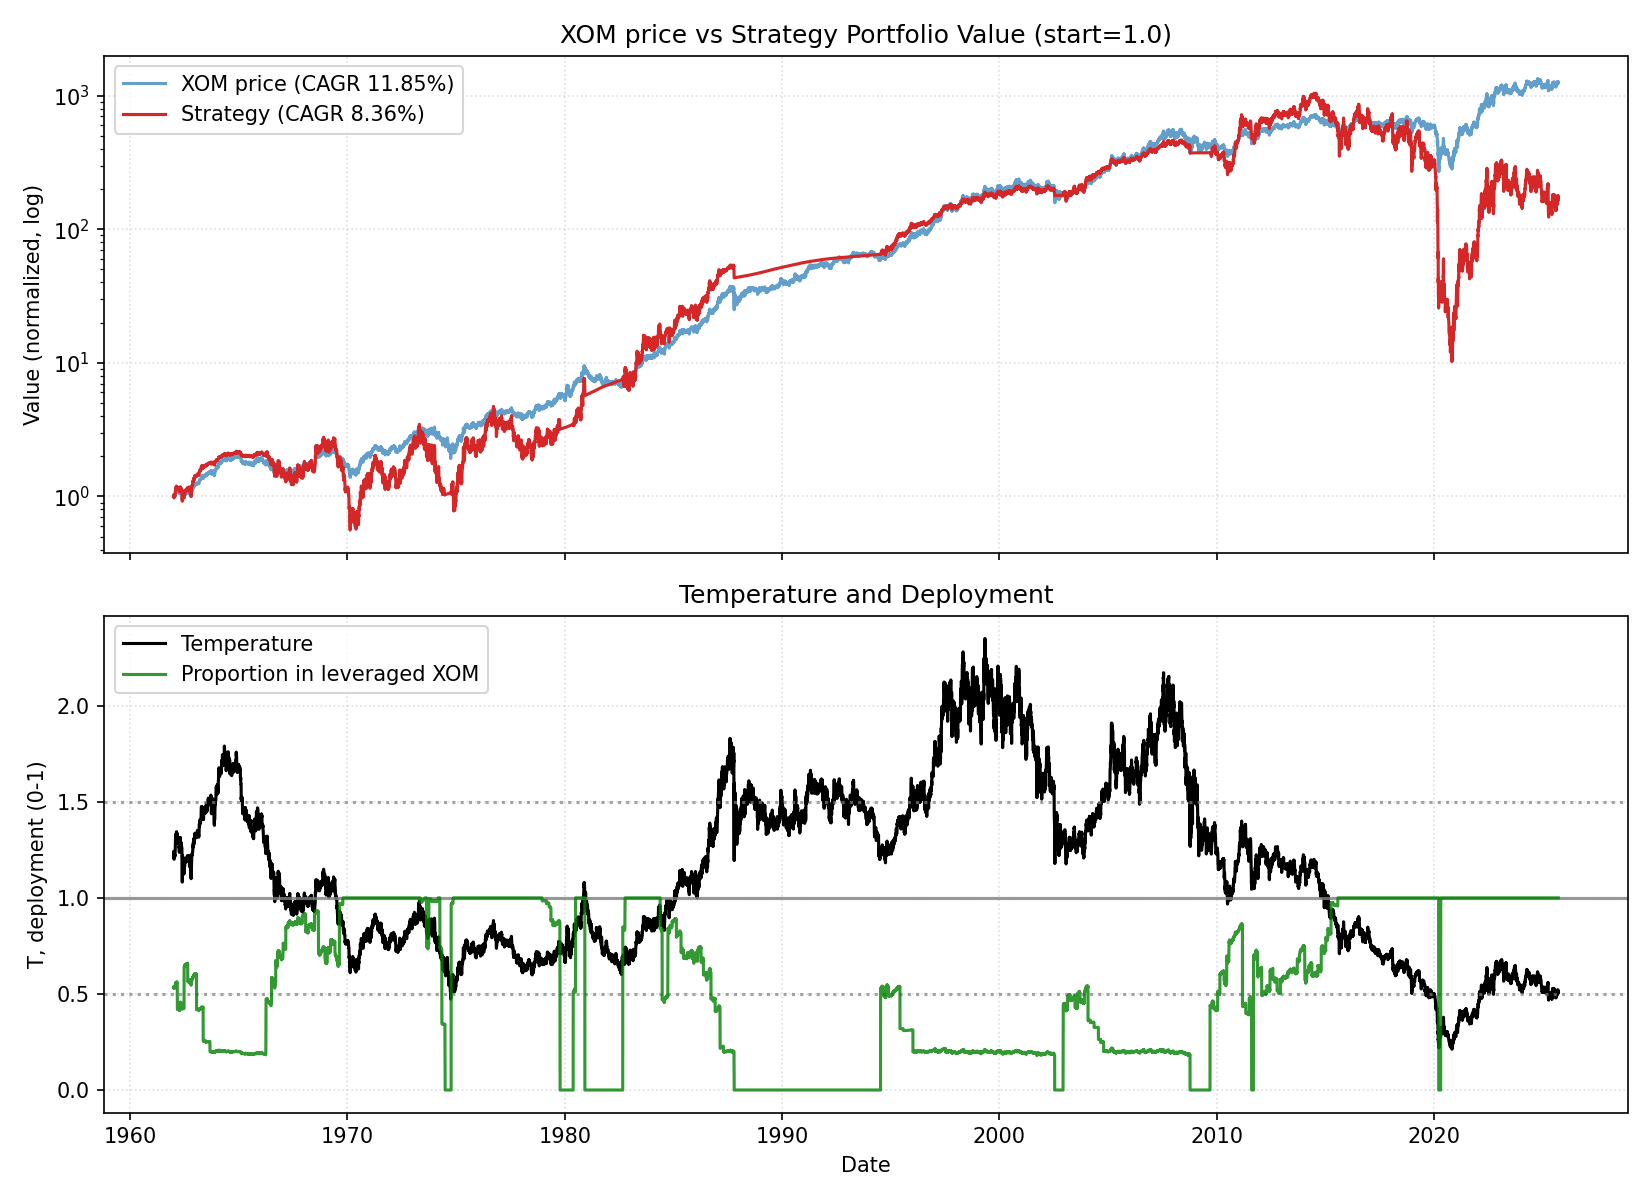 XOM price vs Strategy Portfolio Value (start=1.0)
XOM price (CAGR 11.85%)
Strategy (CAGR 8.36%)
Value (normalized, log)
10³
10²
10¹
10⁰
Temperature and Deployment
Temperature
Proportion in leveraged XOM
T, deployment (0-1)
2.0
1.5
1.0
0.5
0.0
1960 1970 1980 1990 2000 2010 2020
Date